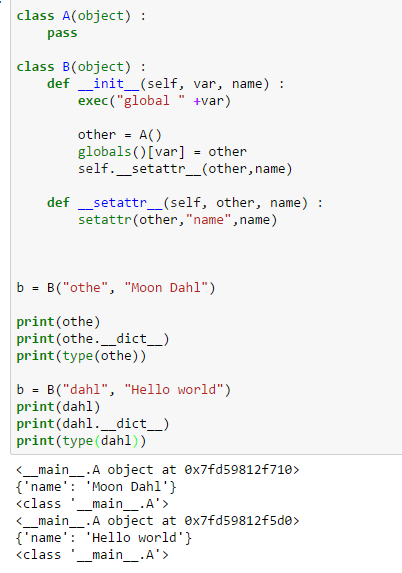 class A(object) :
    pass

class B(object) :
    def __init__(self, var, name) :
        exec("global " +var)

        other = A()
        globals()[var] = other
        self.__setattr__(other,name)

    def __setattr__(self, other, name) :
        setattr(other,"name",name)

b = B("othe", "Moon Dahl")

print(othe)
print(othe.__dict__)
print(type(othe))

b = B("dahl", "Hello world")
print(dahl)
print(dahl.__dict__)
print(type(dahl))
<__main__.A object at 0x7fd59812f710>
{'name': 'Moon Dahl'}
<class '__main__.A'>
<__main__.A object at 0x7fd59812f5d0>
{'name': 'Hello world'}
<class '__main__.A'>